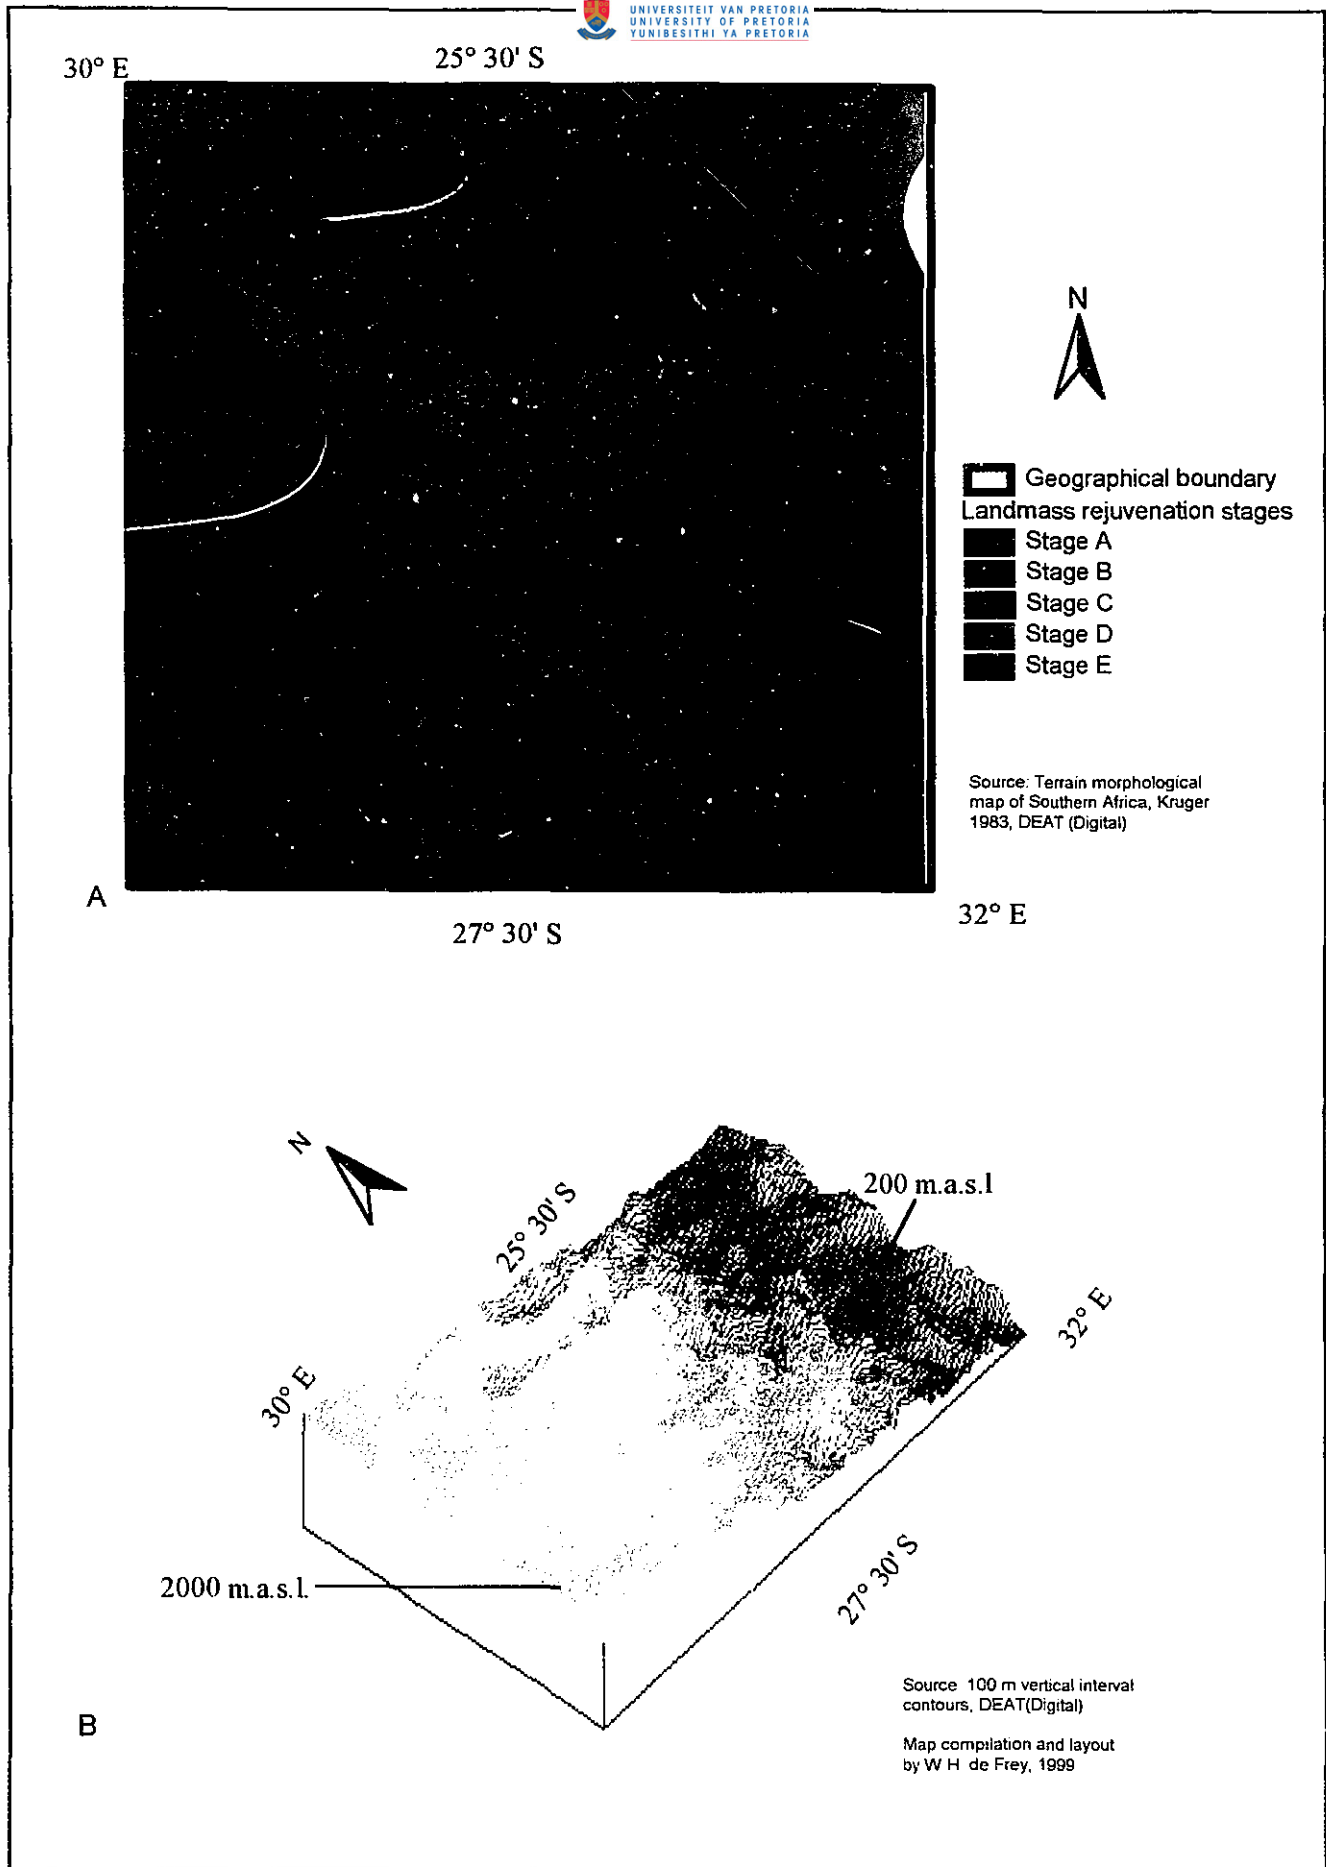 UNIVERSITEIT VAN PRETORIA
UNIVERSITY OF PRETORIA
YUNIBESITHI YA PRETORIA
30° E
25° 30' S
N
Geographical boundary
Landmass rejuvenation stages
Stage A
Stage B
Stage C
Stage D
Stage E
Source: Terrain morphological
map of Southern Africa, Kruger
1983, DEAT (Digital)
A
27° 30' S
32° E
N
25° 30' S
200 m.a.s.l
32° E
30° E
2000 m.a.s.l.
27° 30' S
B
Source 100 m vertical interval
contours, DEAT(Digital)
Map compilation and layout
by W H de Frey, 1999